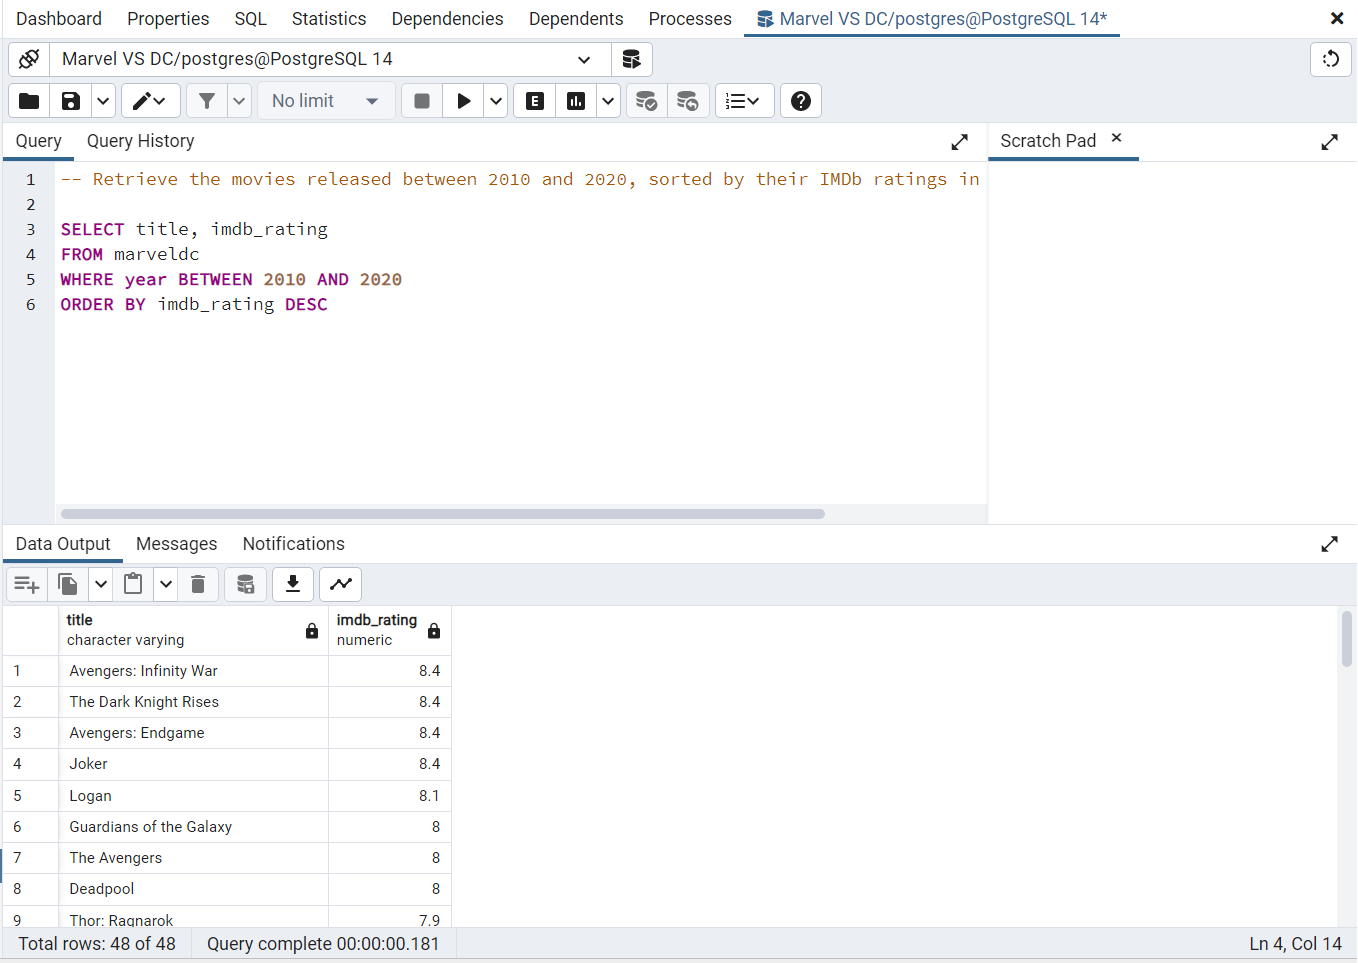 Dashboard Properties SQL Statistics Dependencies Dependents Processes Marvel VS DC/postgres@PostgreSQL 14*
Marvel VS DC/postgres@PostgreSQL 14
No limit E
Query Query History Scratch Pad
1 -- Retrieve the movies released between 2010 and 2020, sorted by their IMDb ratings in
2
3 SELECT title, imdb_rating
4 FROM marveldc
5 WHERE year BETWEEN 2010 AND 2020
6 ORDER BY imdb_rating DESC
Data Output Messages Notifications
title imdb_rating
character varying numeric
1 Avengers: Infinity War 8.4
2 The Dark Knight Rises 8.4
3 Avengers: Endgame 8.4
4 Joker 8.4
5 Logan 8.1
6 Guardians of the Galaxy 8
7 The Avengers 8
8 Deadpool 8
9 Thor: Ragnarok 7.9
Total rows: 48 of 48 Query complete 00:00:00.181 Ln 4, Col 14